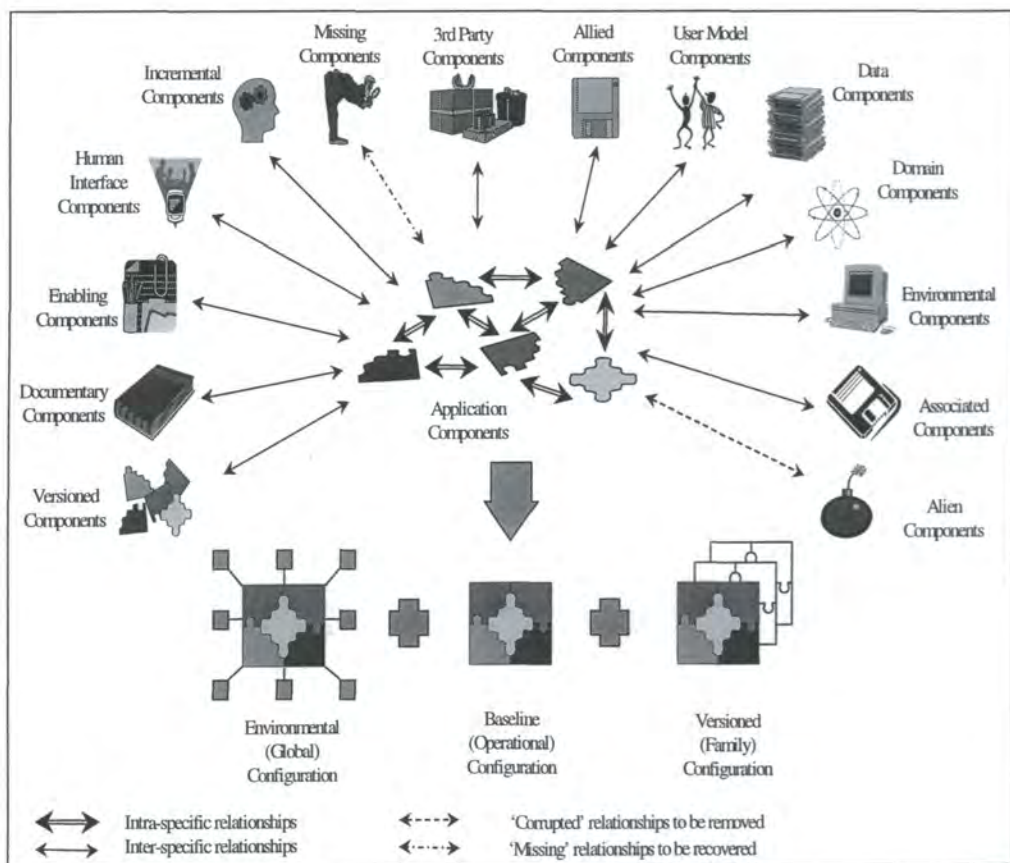 Missing
Components
3rd Party
Components
Allied
Components
User Model
Components
Data
Components
Incremental
Components
Human
Interface
Components
Domain
Components
Enabling
Components
Environmental
Components
Documentary
Components
Application
Components
Associated
Components
Versioned
Components
Alien
Components
Environmental
(Global)
Configuration
Baseline
(Operational)
Configuration
Versioned
(Family)
Configuration
Intra-specific relationships
'Corrupted' relationships to be removed
Inter-specific relationships
'Missing' relationships to be recovered